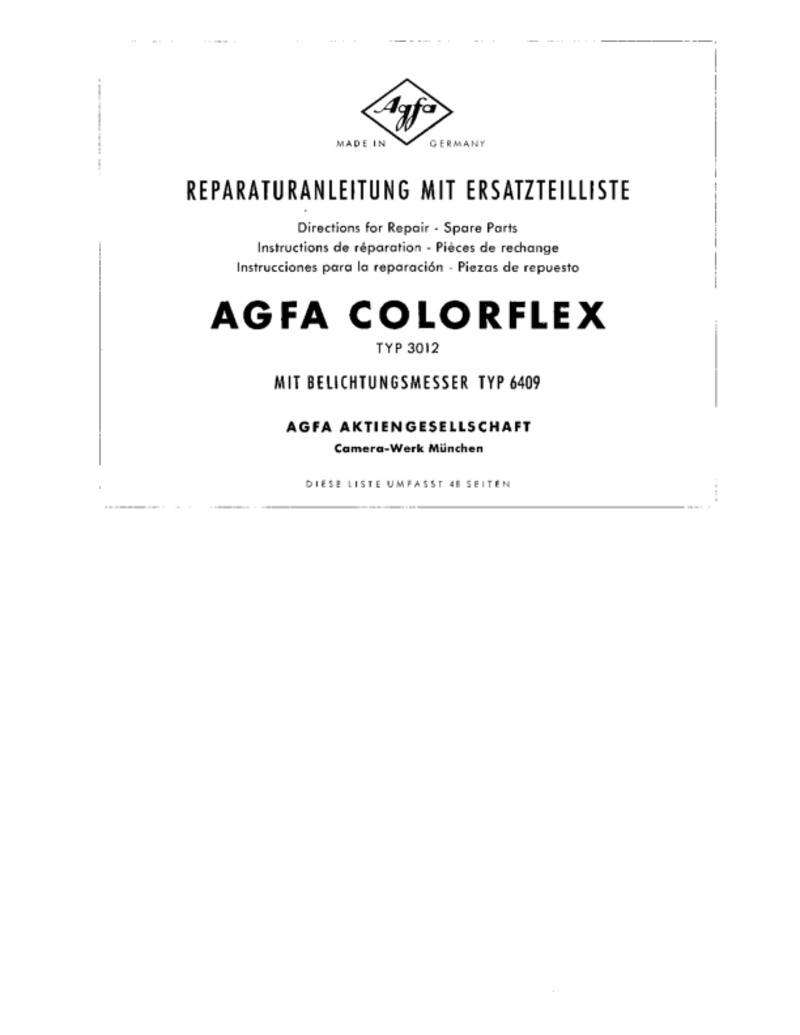 Agfa
MADE IN GERMANY
REPARATURANLEITUNG MIT ERSATZTEILLISTE
Directions for Repair - Spare Parts
Instructions de réparation - Pièces de rechange
Instrucciones para la reparación - Piezas de repuesto
AGFA COLORFLEX
TYP 3012
MIT BELICHTUNGSMESSER TYP 6409
AGFA AKTIENGESELLSCHAFT
Camera-Werk München
DIESE LISTE UMFASST 48 SEITEN